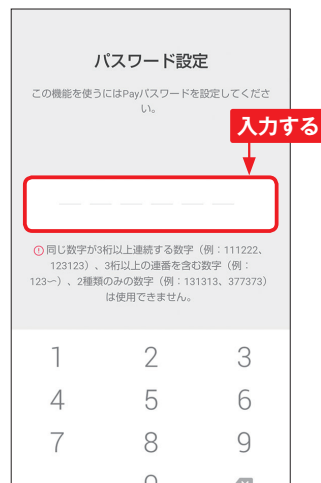 パスワード設定
この機能を使うにはPayパスワードを設定してくださ
い。
入力する
同じ数字が3桁以上連続する数字（例：111222、
123123）、3桁以上の連番を含む数字（例：
123〜）、2種類のみの数字（例：131313、377373）
は使用できません。
1 2 3
4 5 6
7 8 9
0